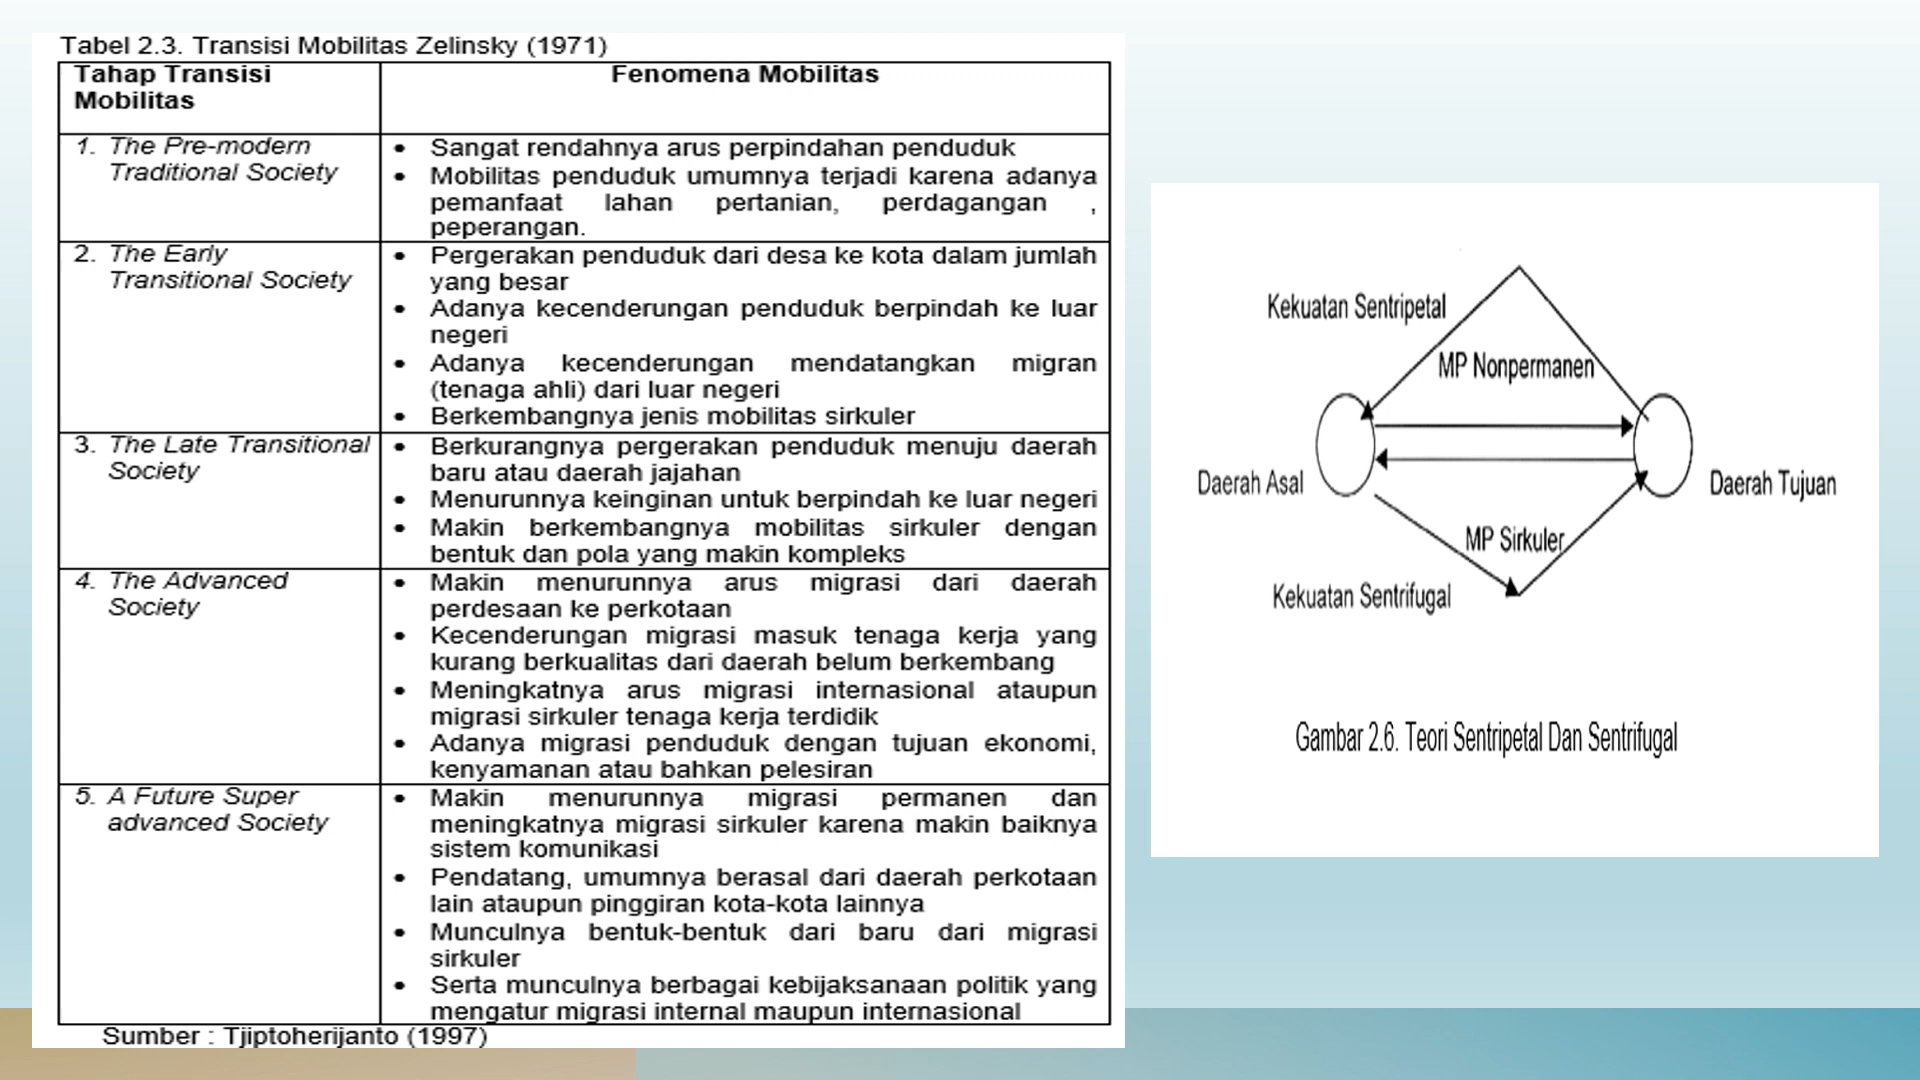 Tabel 2.3. Transisi Mobilitas Zelinsky (1971)
Tahap Transisi
Mobilitas
Fenomena Mobilitas
1. The Pre-modern
Traditional Society
• Sangat rendahnya arus perpindahan penduduk
• Mobilitas penduduk umumnya terjadi karena adanya
pemanfaat lahan pertanian, perdagangan ,
peperangan.
2. The Early
Transitional Society
• Pergerakan penduduk dari desa ke kota dalam jumlah
yang besar
• Adanya kecenderungan penduduk berpindah ke luar
negeri
• Adanya kecenderungan mendatangkan migran
(tenaga ahli) dari luar negeri
• Berkembangnya jenis mobilitas sirkuler
3. The Late Transitional
Society
• Berkurangnya pergerakan penduduk menuju daerah
baru atau daerah jajahan
• Menurunnya keinginan untuk berpindah ke luar negeri
• Makin berkembangnya mobilitas sirkuler dengan
bentuk dan pola yang makin kompleks
4. The Advanced
Society
• Makin menurunnya arus migrasi dari daerah
perdesaan ke perkotaan
• Kecenderungan migrasi masuk tenaga kerja yang
kurang berkualitas dari daerah belum berkembang
• Meningkatnya arus migrasi internasional ataupun
migrasi sirkuler tenaga kerja terdidik
• Adanya migrasi penduduk dengan tujuan ekonomi,
kenyamanan atau bahkan pelesiran
5. A Future Super
advanced Society
• Makin menurunnya migrasi permanen dan
meningkatnya migrasi sirkuler karena makin baiknya
sistem komunikasi
• Pendatang, umumnya berasal dari daerah perkotaan
lain ataupun pinggiran kota-kota lainnya
• Munculnya bentuk-bentuk dari baru dari migrasi
sirkuler
• Serta munculnya berbagai kebijaksanaan politik yang
mengatur migrasi internal maupun internasional
Sumber : Tjiptoherijanto (1997)
Kekuatan Sentripetal
MP Nonpermanen
Daerah Asal
Daerah Tujuan
MP Sirkuler
Kekuatan Sentrifugal
Gambar 2.6. Teori Sentripetal Dan Sentrifugal